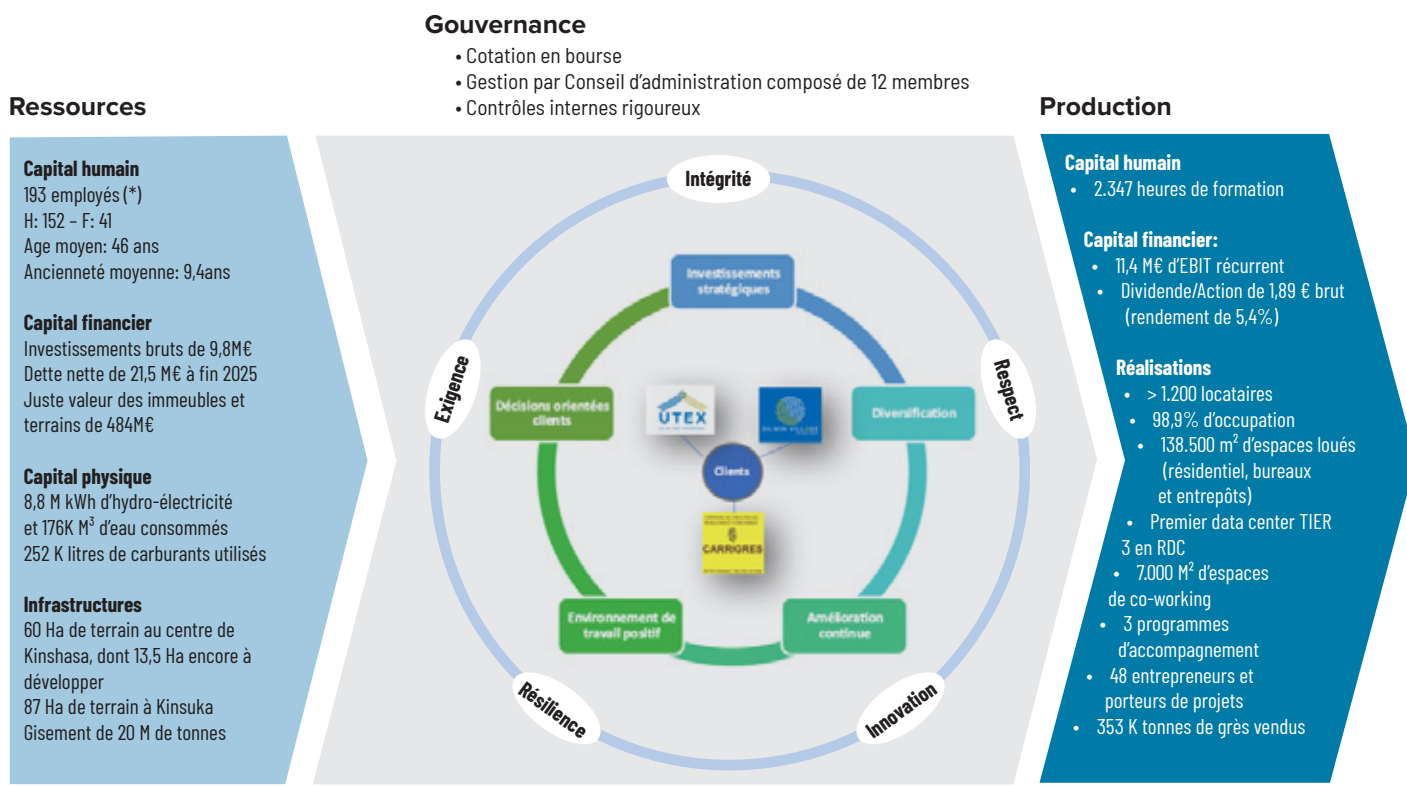 Gouvernance
• Cotation en bourse
• Gestion par Conseil d'administration composé de 12 membres
• Contrôles internes rigoureux
Ressources
Capital humain
193 employés (*)
H: 152 – F: 41
Age moyen: 46 ans
Ancienneté moyenne: 9,4ans
Capital financier
Investissements bruts de 9,8M€
Dette nette de 21,5 M€ à fin 2025
Juste valeur des immeubles et
terrains de 484M€
Capital physique
8,8 M kWh d'hydro-électricité
et 176K M³ d'eau consommés
252 K litres de carburants utilisés
Infrastructures
60 Ha de terrain au centre de
Kinshasa, dont 13,5 Ha encore à
développer
87 Ha de terrain à Kinsuka
Gisement de 20 M de tonnes
Intégrité
Exigence
Respect
Résilience
Innovation
Investissements
stratégiques
Décisions orientées
clients
Diversification
Environnement de
travail positif
Amélioration
continue
UTEX
Clients
CARRIGRES
Production
Capital humain
• 2.347 heures de formation
Capital financier:
• 11,4 M€ d'EBIT récurrent
• Dividende/Action de 1,89 € brut
(rendement de 5,4%)
Réalisations
• > 1.200 locataires
• 98,9% d'occupation
• 138.500 m² d'espaces loués
(résidentiel, bureaux
et entrepôts)
• Premier data center TIER
3 en RDC
• 7.000 M² d'espaces
de co-working
• 3 programmes
d'accompagnement
• 48 entrepreneurs et
porteurs de projets
• 353 K tonnes de grès vendus